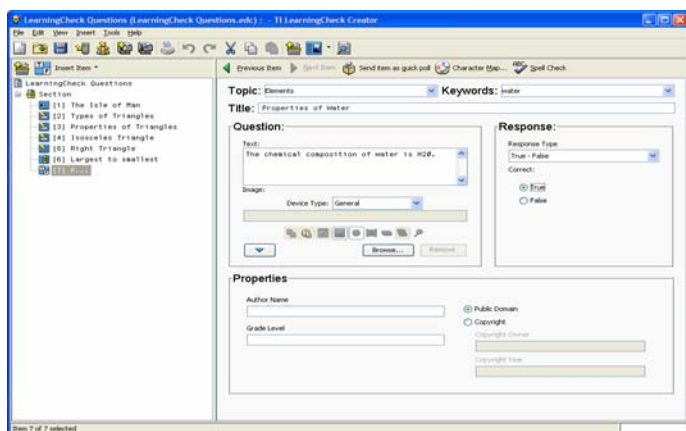 LearningCheck Questions (LearningCheck Questions.edc) : - TI LearningCheck Creator
File Edit View Insert Tools Help
Insert Item
Previous Item Next Item Send item as quick poll Character Map... Spell Check
LearningCheck Questions
Section
[1] The Isle of Man
[2] Types of Triangles
[3] Properties of Triangles
[4] Isosceles Triangle
[5] Right Triangle
[6] Largest to smallest
[7] P...
Topic: Elements Keywords: water
Title: Properties of Water
Question:
Text:
The chemical composition of water is H2O.
Image:
Device Type: General
Browse... Remove
Response:
Response Type
True - False
Correct:
True
False
Properties
Author Name
Grade Level
Public Domain
Copyright
Copyright Owner
Copyright Year
Item 7 of 7 selected